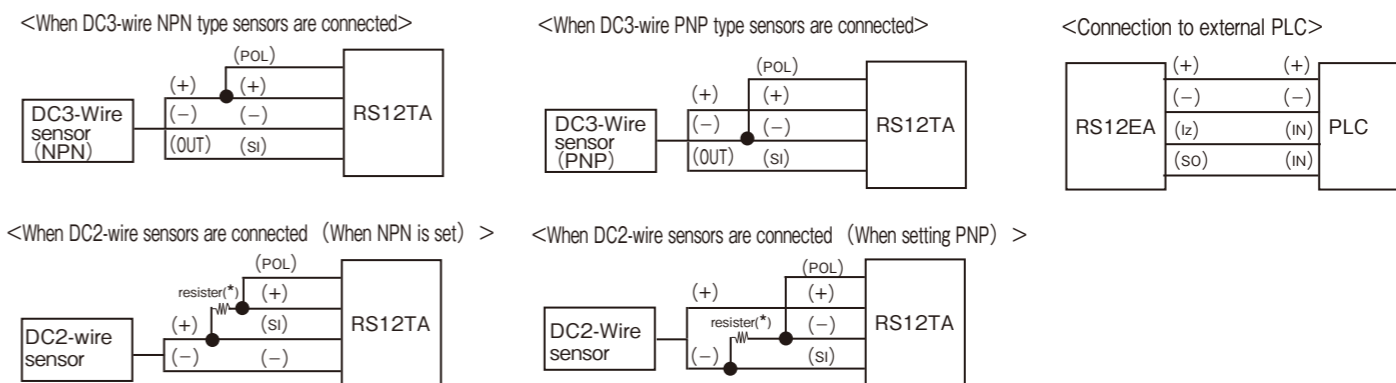 <When DC3-wire NPN type sensors are connected>
(POL)
(+) (+)
(−) (−)
(OUT) (SI)
DC3-Wire
sensor
(NPN)
RS12TA
<When DC3-wire PNP type sensors are connected>
(POL)
(+) (+)
(−) (−)
(OUT) (SI)
DC3-Wire
sensor
(PNP)
RS12TA
<Connection to external PLC>
(+) (+)
(−) (−)
(Iz) (IN)
(SO) (IN)
RS12EA
PLC
<When DC2-wire sensors are connected (When NPN is set) >
(POL)
resister(*) (+)
(+) (SI)
(−) (−)
DC2-wire
sensor
RS12TA
<When DC2-wire sensors are connected (When setting PNP) >
(POL)
(+) (+)
resister(*) (−)
(−) (SI)
DC2-Wire
sensor
RS12TA